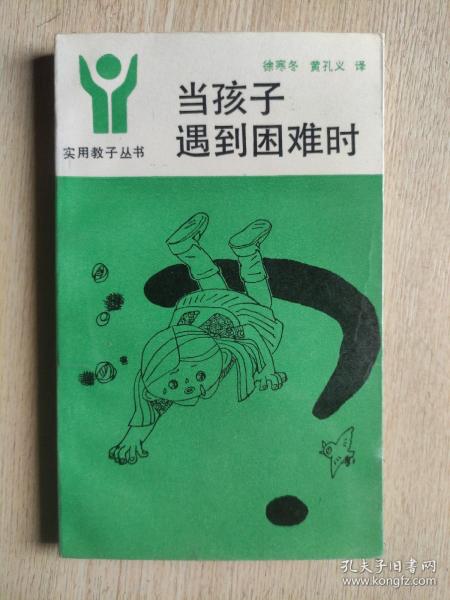 徐寒冬 黄孔义 译
当孩子
遇到困难时
实用教子丛书
孔夫子旧书网
www.kongfz.com